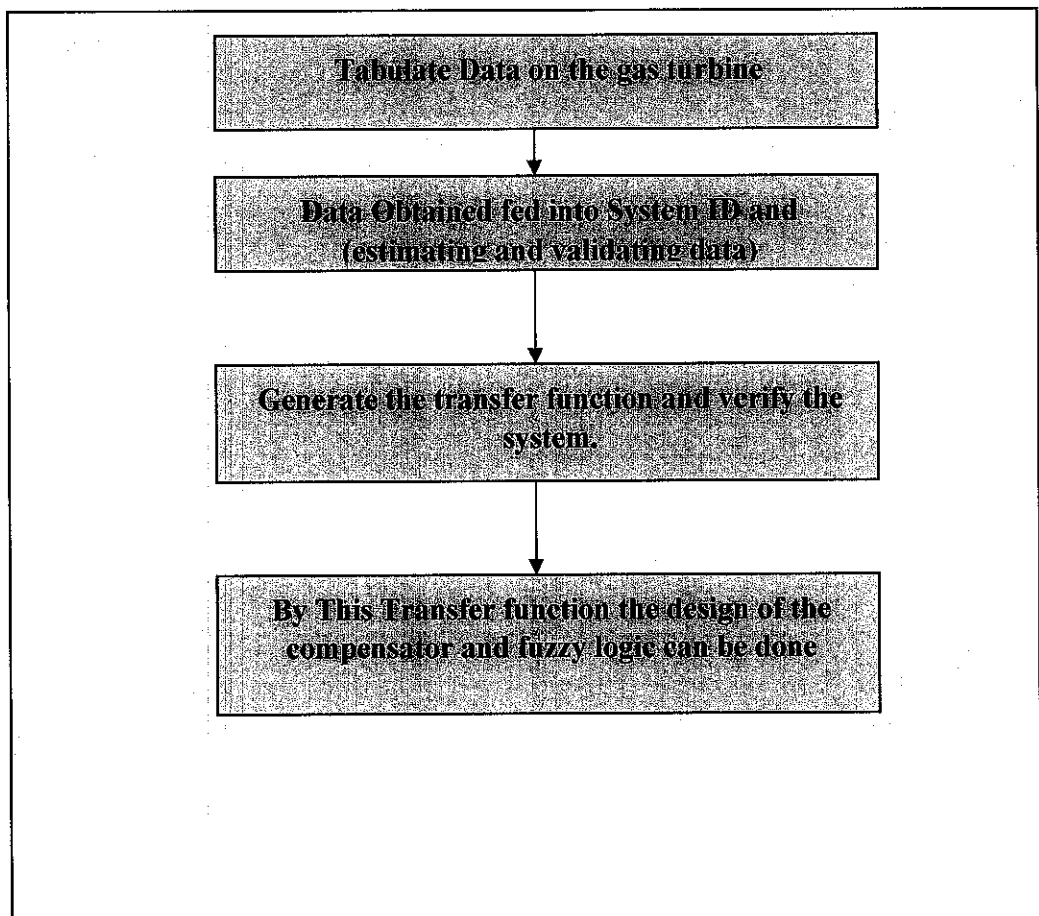 Tabulate Data on the gas turbine
Data Obtained fed into System ID and
(estimating and validating data)
Generate the transfer function and verify the
system.
By This Transfer function the design of the
compensator and fuzzy logic can be done